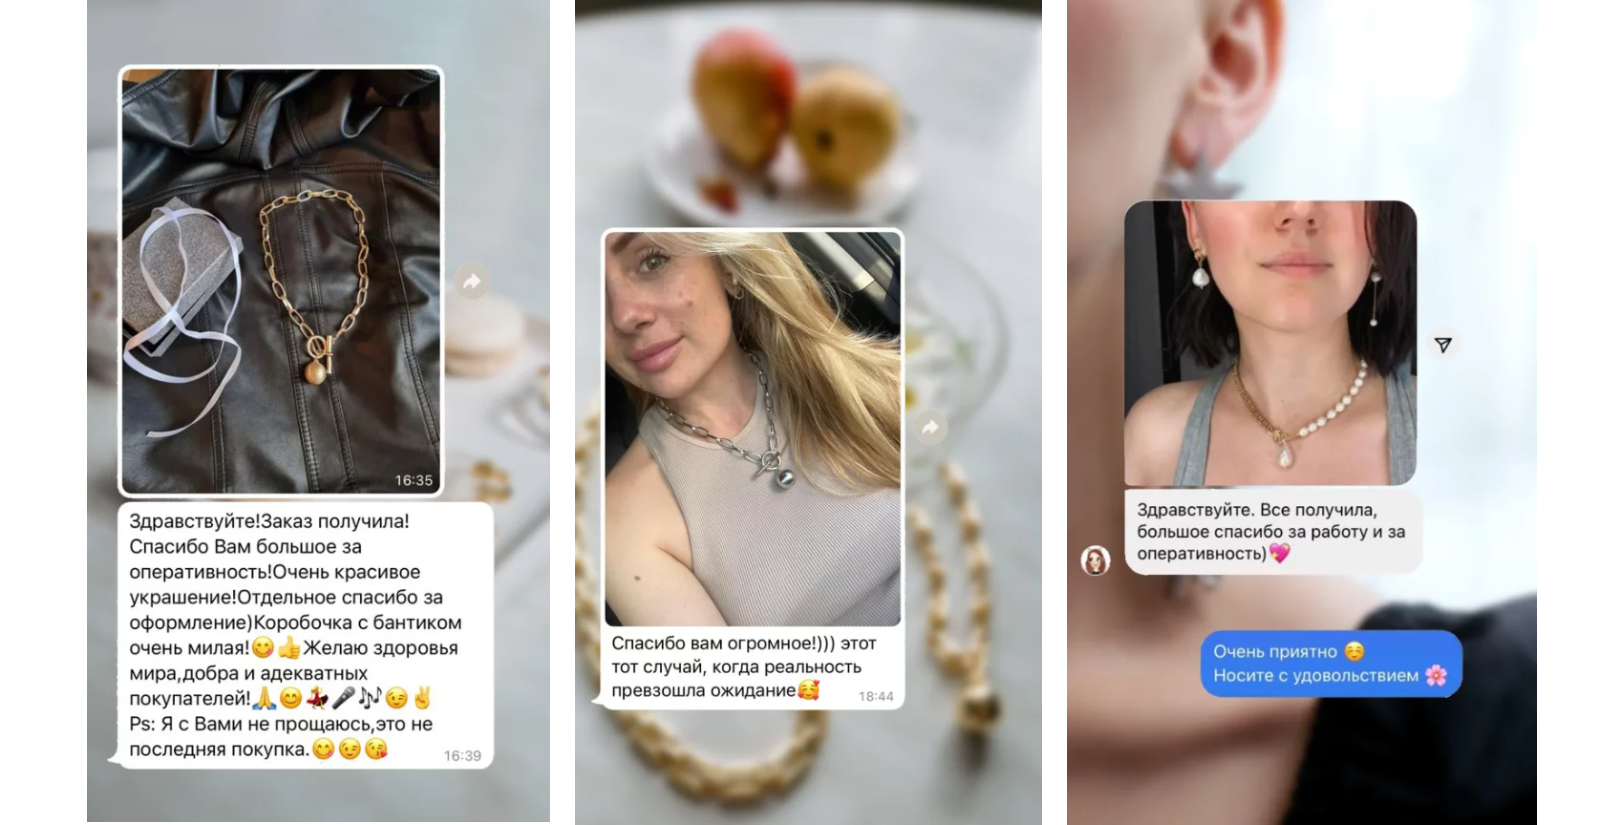 16:35
Здравствуйте!Заказ получила!
Спасибо Вам большое за
оперативность!Очень красивое
украшение!Отдельное спасибо за
оформление)Коробочка с бантиком
очень милая!😋👍Желаю здоровья
мира,добра и адекватных
покупателей!🙏😊💃🎤🎶😉✌️
Ps: Я с Вами не прощаюсь,это не
последняя покупка.😋😉😘
16:39
Спасибо вам огромное!))) этот
тот случай, когда реальность
превзошла ожидание🥰
18:44
Здравствуйте. Все получила,
большое спасибо за работу и за
оперативность)💖
Очень приятно ☺️
Носите с удовольствием 🌸